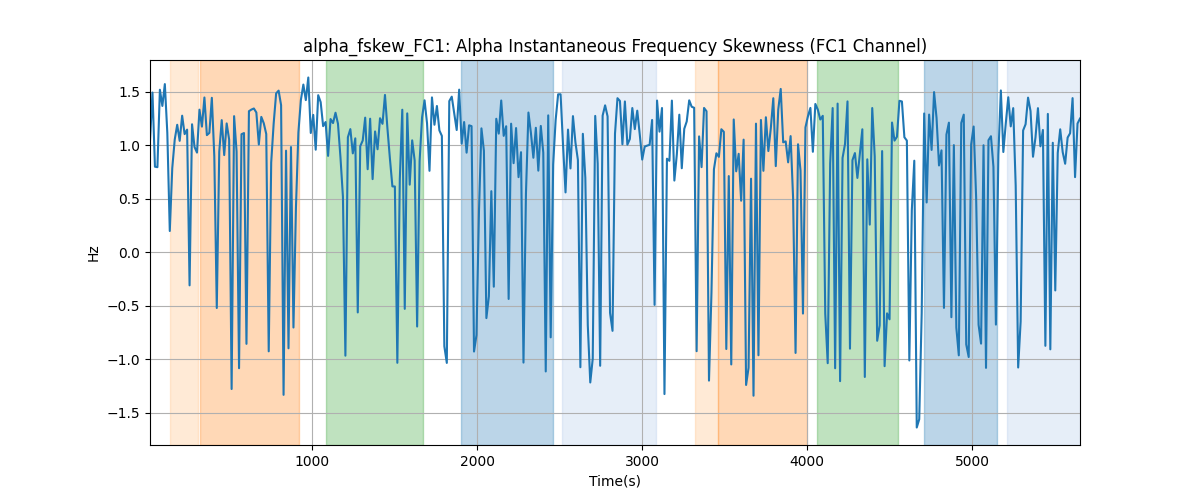 alpha_fskew_FC1: Alpha Instantaneous Frequency Skewness (FC1 Channel)
1.5
1.0
0.5
0.0
−0.5
−1.0
−1.5
Hz
1000 2000 3000 4000 5000
Time(s)